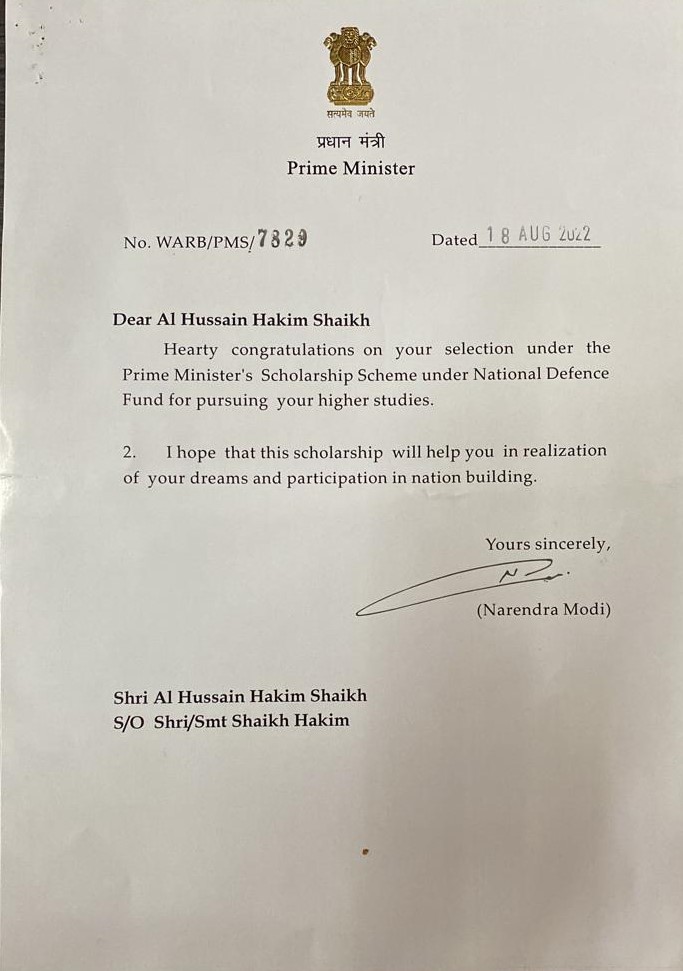 सत्यमेव जयते
प्रधान मंत्री
Prime Minister
No. WARB/PMS/7829 Dated 18 AUG 2022
Dear Al Hussain Hakim Shaikh
Hearty congratulations on your selection under the
Prime Minister's Scholarship Scheme under National Defence
Fund for pursuing your higher studies.
2. I hope that this scholarship will help you in realization
of your dreams and participation in nation building.
Yours sincerely,
(Narendra Modi)
Shri Al Hussain Hakim Shaikh
S/O Shri/Smt Shaikh Hakim